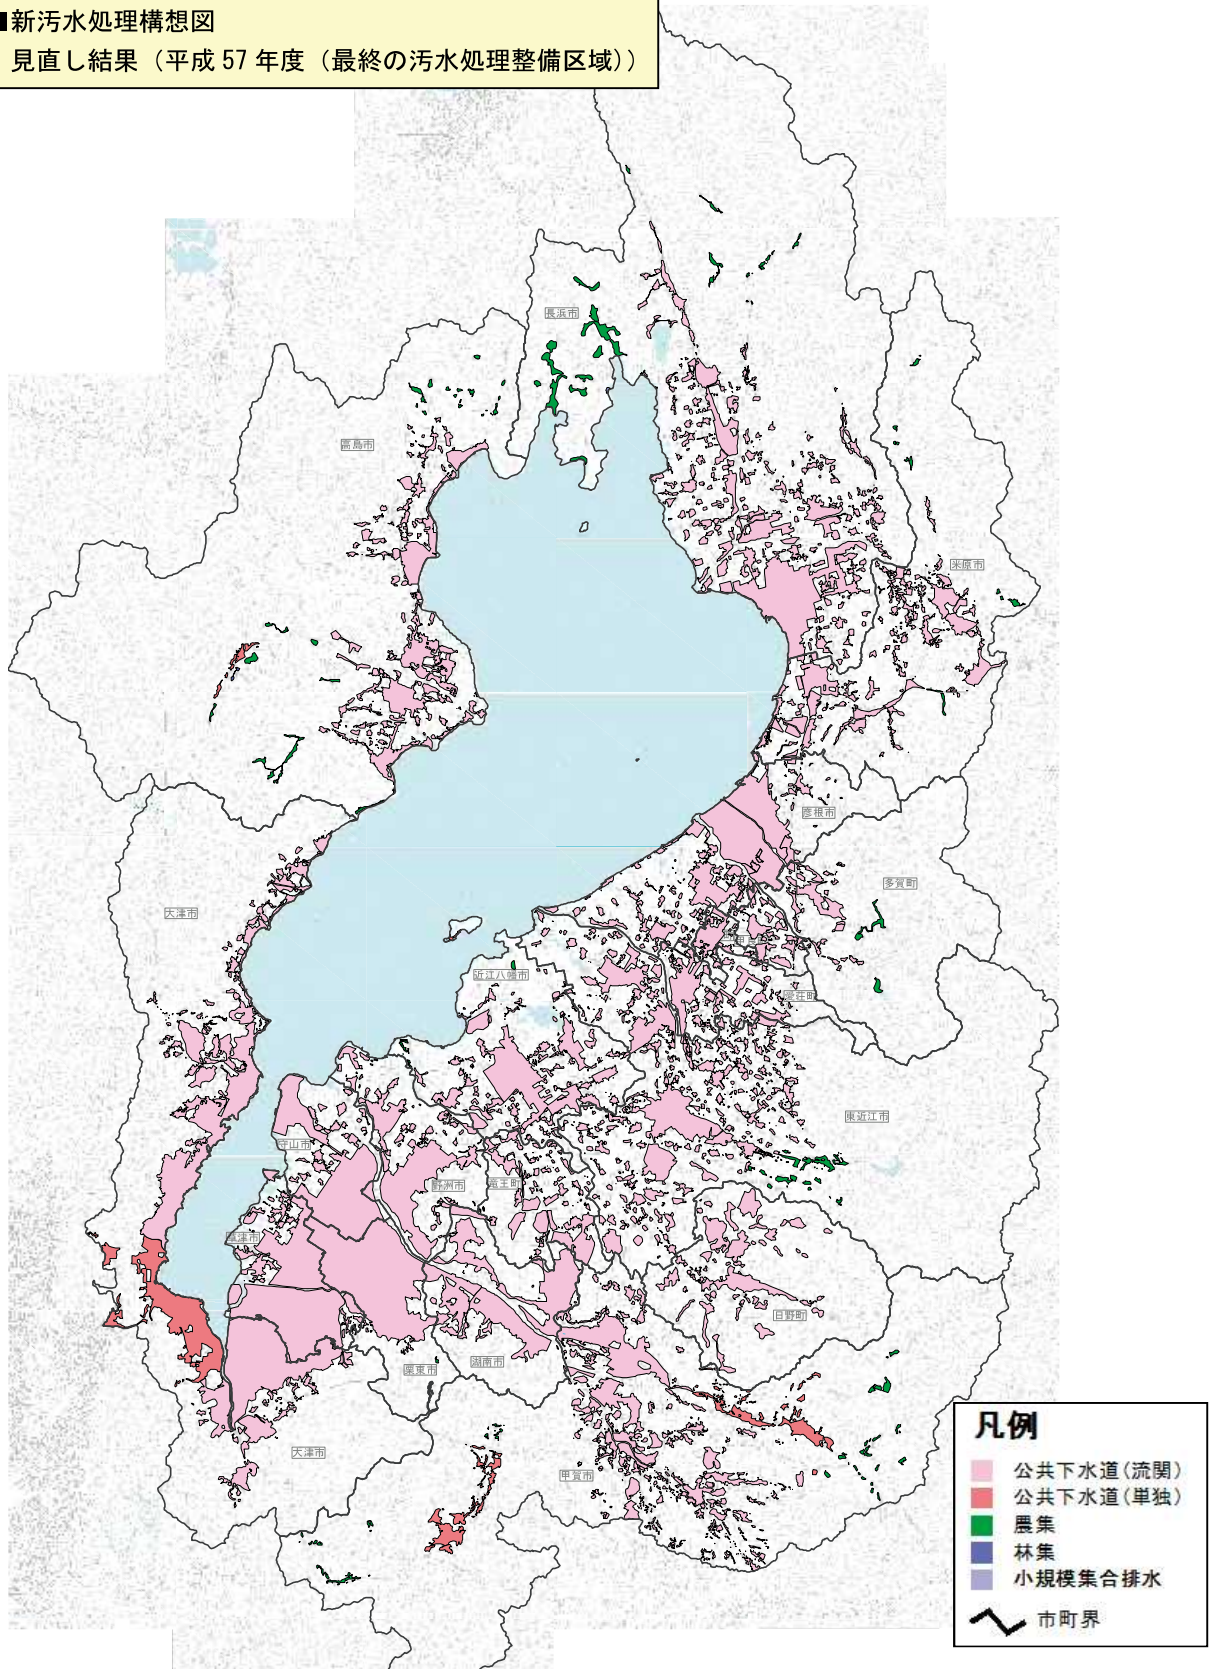 ■新汚水処理構想図
見直し結果（平成57年度（最終の汚水処理整備区域））
長浜市
高島市
米原市
彦根市
多賀町
大津市
近江八幡市
愛荘町
東近江市
守山市
野洲市
竜王町
草津市
日野町
栗東市
湖南市
大津市
甲賀市
凡例
公共下水道(流関)
公共下水道(単独)
農集
林集
小規模集合排水
市町界